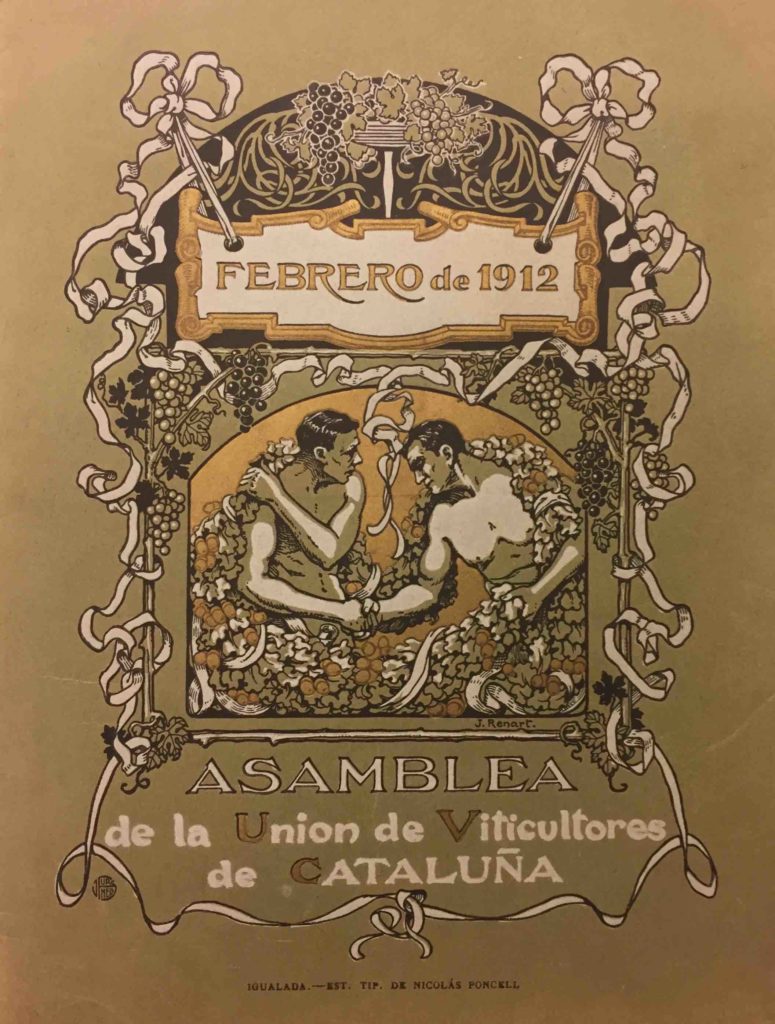 FEBRERO de 1912
J. Renart.
ASAMBLEA
de la Union de Viticultores
de CATALUÑA
IGUALADA.—EST. TIP. DE NICOLÁS PONCELL